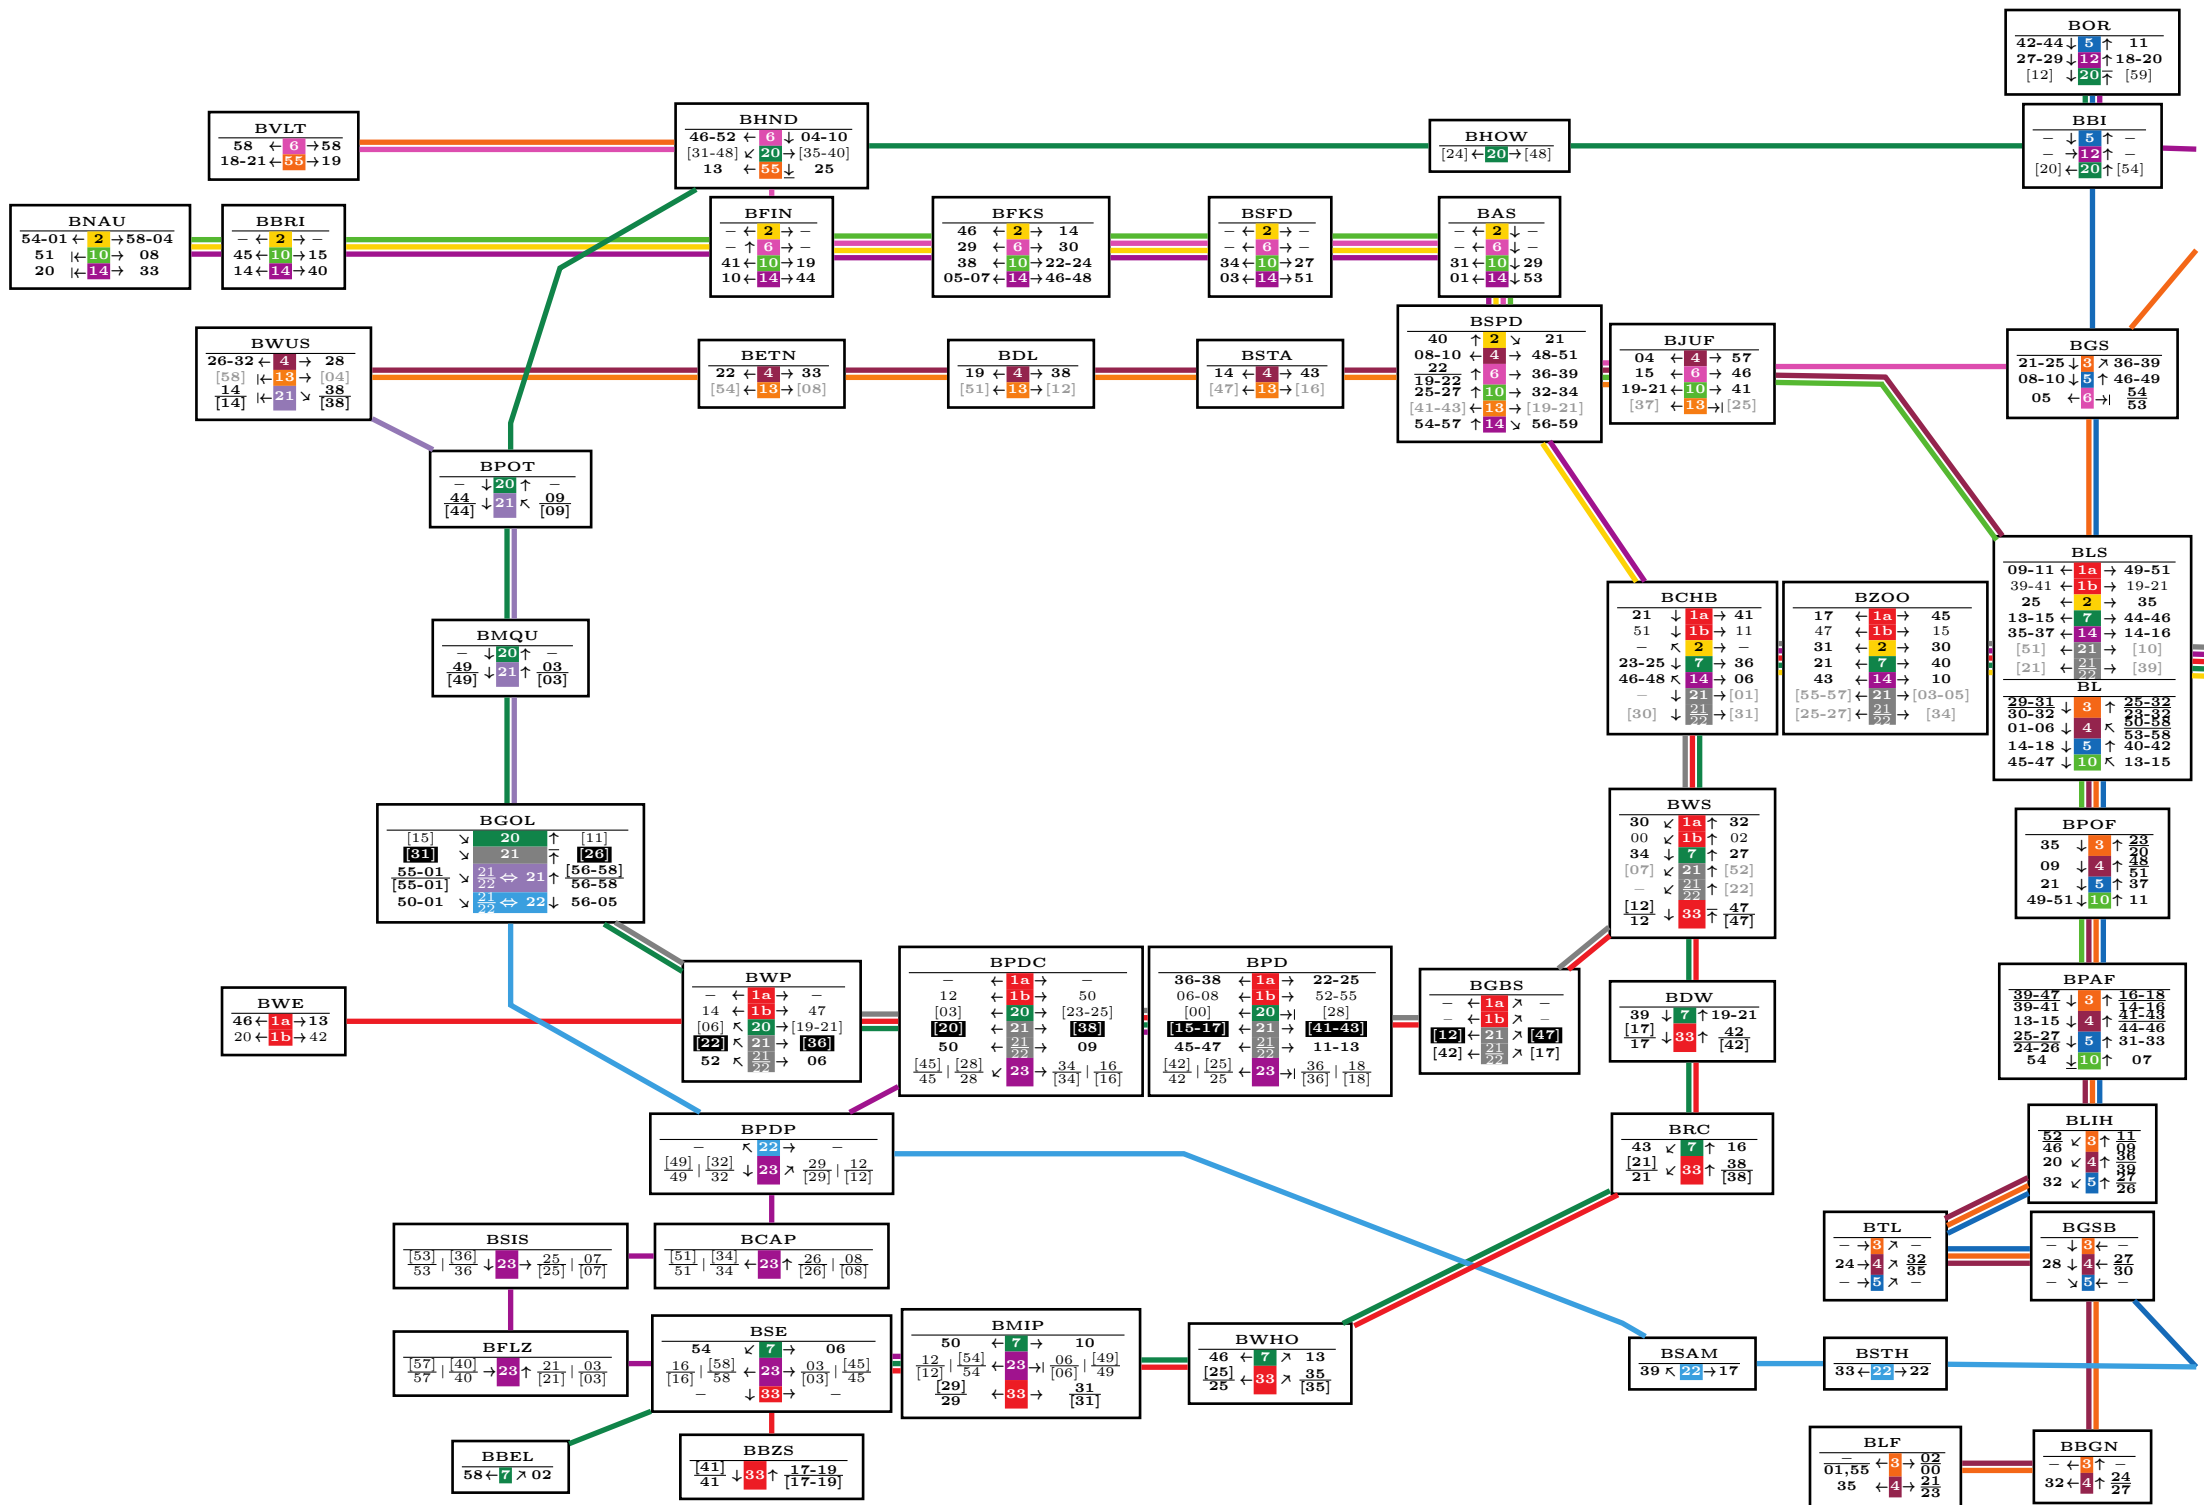 BOR
42-44 ↓ 5 ↑ 11
27-29 ↓ 12 ↑ 18-20
[12] ↓ 20 ↑ [59]
BVLT
58 ← 6 → 58
18-21 ← 55 → 19
BHND
46-52 ← 6 ↓ 04-10
[31-48] ↙ 20 → [35-40]
13 ← 55 ↓ 25
BHOW
[24] ← 20 → [48]
BBI
– ↓ 5 ↑ –
– → 12 ↑ –
[20] ← 20 ↑ [54]
BNAU
54-01 ← 2 → 58-04
51 |← 10 → 08
20 |← 14 → 33
BBRI
– ← 2 → –
45 ← 10 → 15
14 ← 14 → 40
BFIN
– ← 2 → –
– ↑ 6 → –
41 ← 10 → 19
10 ← 14 → 44
BFKS
46 ← 2 → 14
29 ← 6 → 30
38 ← 10 → 22-24
05-07 ← 14 → 46-48
BSFD
– ← 2 → –
– ← 6 → –
34 ← 10 → 27
03 ← 14 → 51
BAS
– ← 2 ↓ –
– ← 6 ↓ –
31 ← 10 ↓ 29
01 ← 14 ↓ 53
BWUS
26-32 ← 4 → 28
[58] |← 13 → [04]
14/[14] |← 21 ↘ 38/[38]
BETN
22 ← 4 → 33
[54] ← 13 → [08]
BDL
19 ← 4 → 38
[51] ← 13 → [12]
BSTA
14 ← 4 → 43
[47] ← 13 → [16]
BSPD
40 ↑ 2 ↘ 21
08-10 ← 4 → 48-51
22/19-22 ↑ 6 → 36-39
25-27 ↑ 10 → 32-34
[41-43] ← 13 → [19-21]
54-57 ↑ 14 ↘ 56-59
BJUF
04 ← 4 → 57
15 ← 6 → 46
19-21 ← 10 → 41
[37] ← 13 →| [25]
BGS
21-25 ↓ 3 ↗ 36-39
08-10 ↓ 5 ↑ 46-49
05 ← 6 →| 54/53
BPOT
– ↓ 20 ↑ –
44/[44] ↓ 21 ↖ 09/[09]
BMQU
– ↓ 20 ↑ –
49/[49] ↓ 21 ↑ 03/[03]
BCHB
21 ↓ 1a → 41
51 ↓ 1b → 11
– ↖ 2 → –
23-25 ↓ 7 → 36
46-48 ↖ 14 → 06
– ↓ 21 → [01]
[30] ↓ 21/22 → [31]
BZOO
17 ← 1a → 45
47 ← 1b → 15
31 ← 2 → 30
21 ← 7 → 40
43 ← 14 → 10
[55-57] ← 21 → [03-05]
[25-27] ← 21/22 → [34]
BLS
09-11 ← 1a → 49-51
39-41 ← 1b → 19-21
25 ← 2 → 35
13-15 ← 7 → 44-46
35-37 ← 14 → 14-16
[51] ← 21 → [10]
[21] ← 21/22 → [39]
BL
29-31/30-32 ↓ 3 ↑ 25-32/23-32
01-06 ↓ 4 ↖ 50-58/53-58
14-18 ↓ 5 ↑ 40-42
45-47 ↓ 10 ↖ 13-15
BGOL
[15] ↘ 20 ↑ [11]
[31] ↘ 21 ↑ [26]
55-01/[55-01] ↘ 21/22 ⇔ 21 ↑ [56-58]/56-58
50-01 ↘ 21/22 ⇔ 22 ↓ 56-05
BWS
30 ↙ 1a ↑ 32
00 ↙ 1b ↑ 02
34 ↓ 7 ↑ 27
[07] ↙ 21 ↑ [52]
– ↙ 21/22 ↑ [22]
[12]/12 ↓ 33 ↑ 47/[47]
BPOF
35 ↓ 3 ↑ 23/20
09 ↓ 4 ↑ 48/51
21 ↓ 5 ↑ 37
49-51 ↓ 10 ↑ 11
BWE
46 ← 1a → 13
20 ← 1b → 42
BWP
– ← 1a → –
14 ← 1b → 47
[06] ↖ 20 → [19-21]
[22] ↖ 21 → [36]
52 ↖ 21/22 → 06
BPDC
– ← 1a → –
12 ← 1b → 50
[03] ← 20 → [23-25]
[20] ← 21 → [38]
50 ← 21/22 → 09
[45]/45 | [28]/28 ↙ 23 → 34/[34] | 16/[16]
BPD
36-38 ← 1a → 22-25
06-08 ← 1b → 52-55
[00] ← 20 →| [28]
[15-17] ← 21 → [41-43]
45-47 ← 21/22 → 11-13
[42]/42 | [25]/25 ← 23 →| 36/[36] | 18/[18]
BGBS
– ← 1a ↗ –
– ← 1b ↗ –
[12] ← 21 ↗ [47]
[42] ← 21/22 ↗ [17]
BDW
39 ↓ 7 ↑ 19-21
[17]/17 ↓ 33 ↑ 42/[42]
BPAF
39-47/39-41 ↓ 3 ↑ 16-18/14-16
13-15 ↓ 4 ↑ 41-43/44-46
25-27/24-26 ↓ 5 ↑ 31-33
54 ↓ 10 ↑ 07
BPDP
– ↖ 22 → –
[49]/49 | [32]/32 ↓ 23 ↗ 29/[29] | 12/[12]
BRC
43 ↙ 7 ↑ 16
[21]/21 ↙ 33 ↑ 38/[38]
BLIH
52/46 ↙ 3 ↑ 11/09
20 ↙ 4 ↑ 36/39
32 ↙ 5 ↑ 27/26
BSIS
[53]/53 | [36]/36 ↓ 23 → 25/[25] | 07/[07]
BCAP
[51]/51 | [34]/34 ← 23 ↑ 26/[26] | 08/[08]
BTL
– → 3 ↗ –
24 → 4 ↗ 32/35
– → 5 ↗ –
BGSB
– ↓ 3 ← –
28 ↓ 4 ← 27/30
– ↘ 5 ← –
BFLZ
[57]/57 | [40]/40 → 23 ↑ 21/[21] | 03/[03]
BSE
54 ↙ 7 → 06
16/[16] | [58]/58 ← 23 → 03/[03] | [45]/45
– ↓ 33 → –
BMIP
50 ← 7 → 10
12/[12] | [54]/54 ← 23 →| 06/[06] | [49]/49
[29]/29 ← 33 → 31/[31]
BWHO
46 ← 7 ↗ 13
[25]/25 ← 33 ↗ 35/[35]
BSAM
39 ↖ 22 → 17
BSTH
33 ← 22 → 22
BBEL
58 ← 7 ↗ 02
BBZS
[41]/41 ↓ 33 ↑ 17-19/[17-19]
BLF
–/01,55 ← 3 → 02/00
35 ← 4 → 21/23
BBGN
– ← 3 ↑ –
32 ← 4 ↑ 24/27